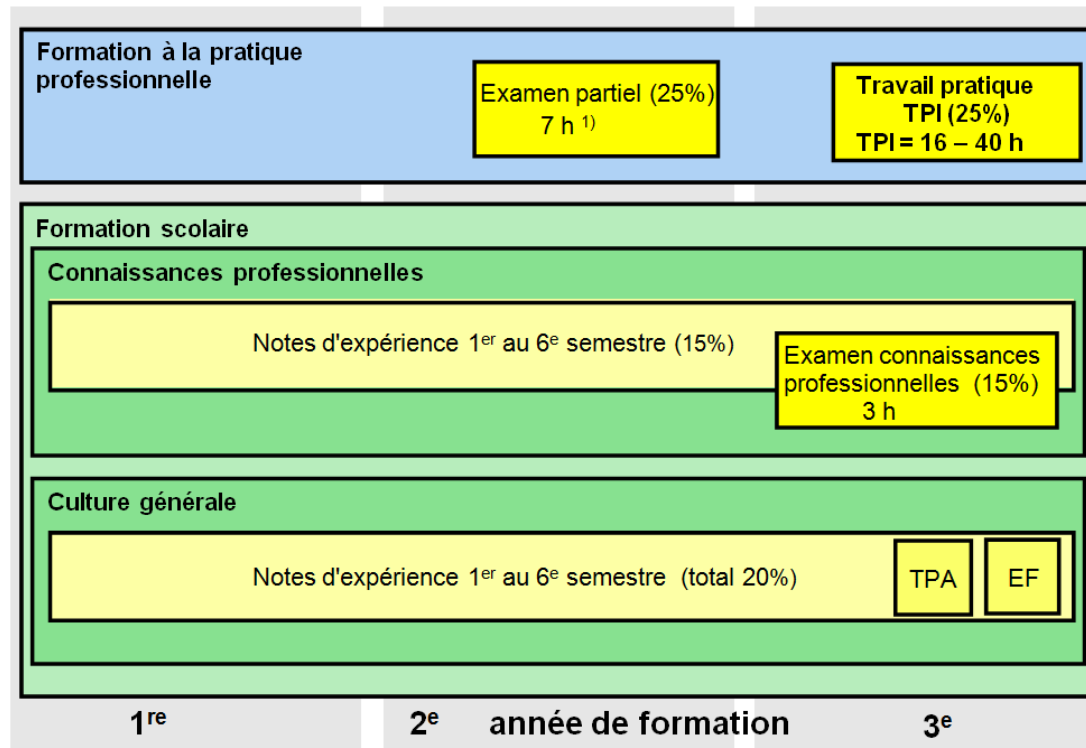 Formation à la pratique
professionnelle
Examen partiel (25%)
7 h ¹⁾
Travail pratique
TPI (25%)
TPI = 16 – 40 h
Formation scolaire
Connaissances professionnelles
Notes d'expérience 1ᵉʳ au 6ᵉ semestre (15%)
Examen connaissances
professionnelles (15%)
3 h
Culture générale
Notes d'expérience 1ᵉʳ au 6ᵉ semestre (total 20%)
TPA
EF
1ʳᵉ 2ᵉ année de formation 3ᵉ